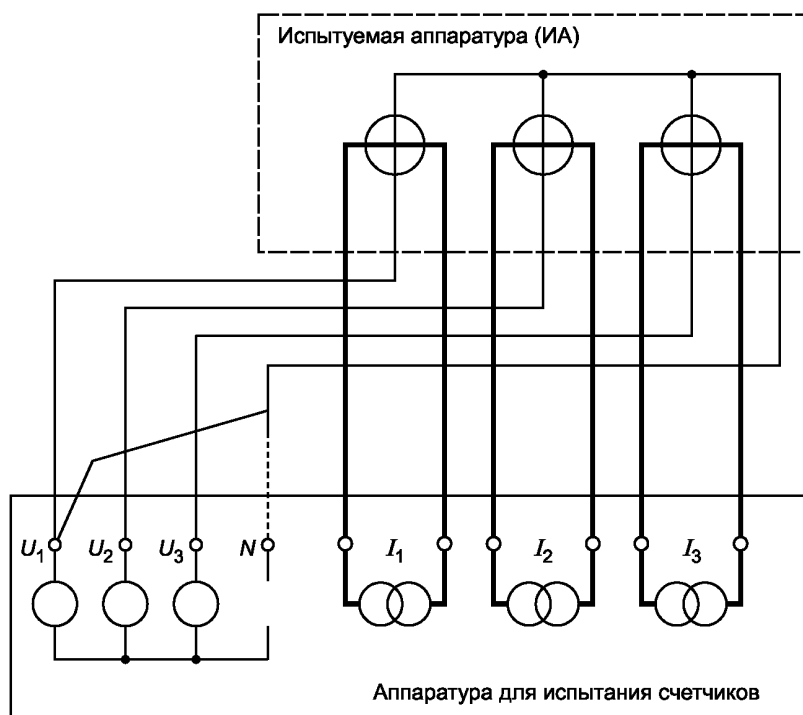 Испытуемая аппаратура (ИА)
U1 U2 U3 N I1 I2 I3
Аппаратура для испытания счетчиков